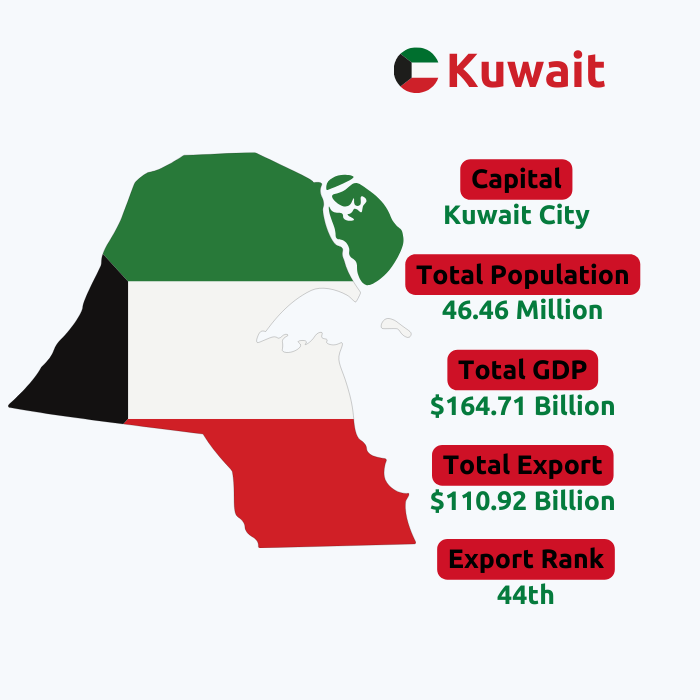 Kuwait
Capital
Kuwait City
Total Population
46.46 Million
Total GDP
$164.71 Billion
Total Export
$110.92 Billion
Export Rank
44th